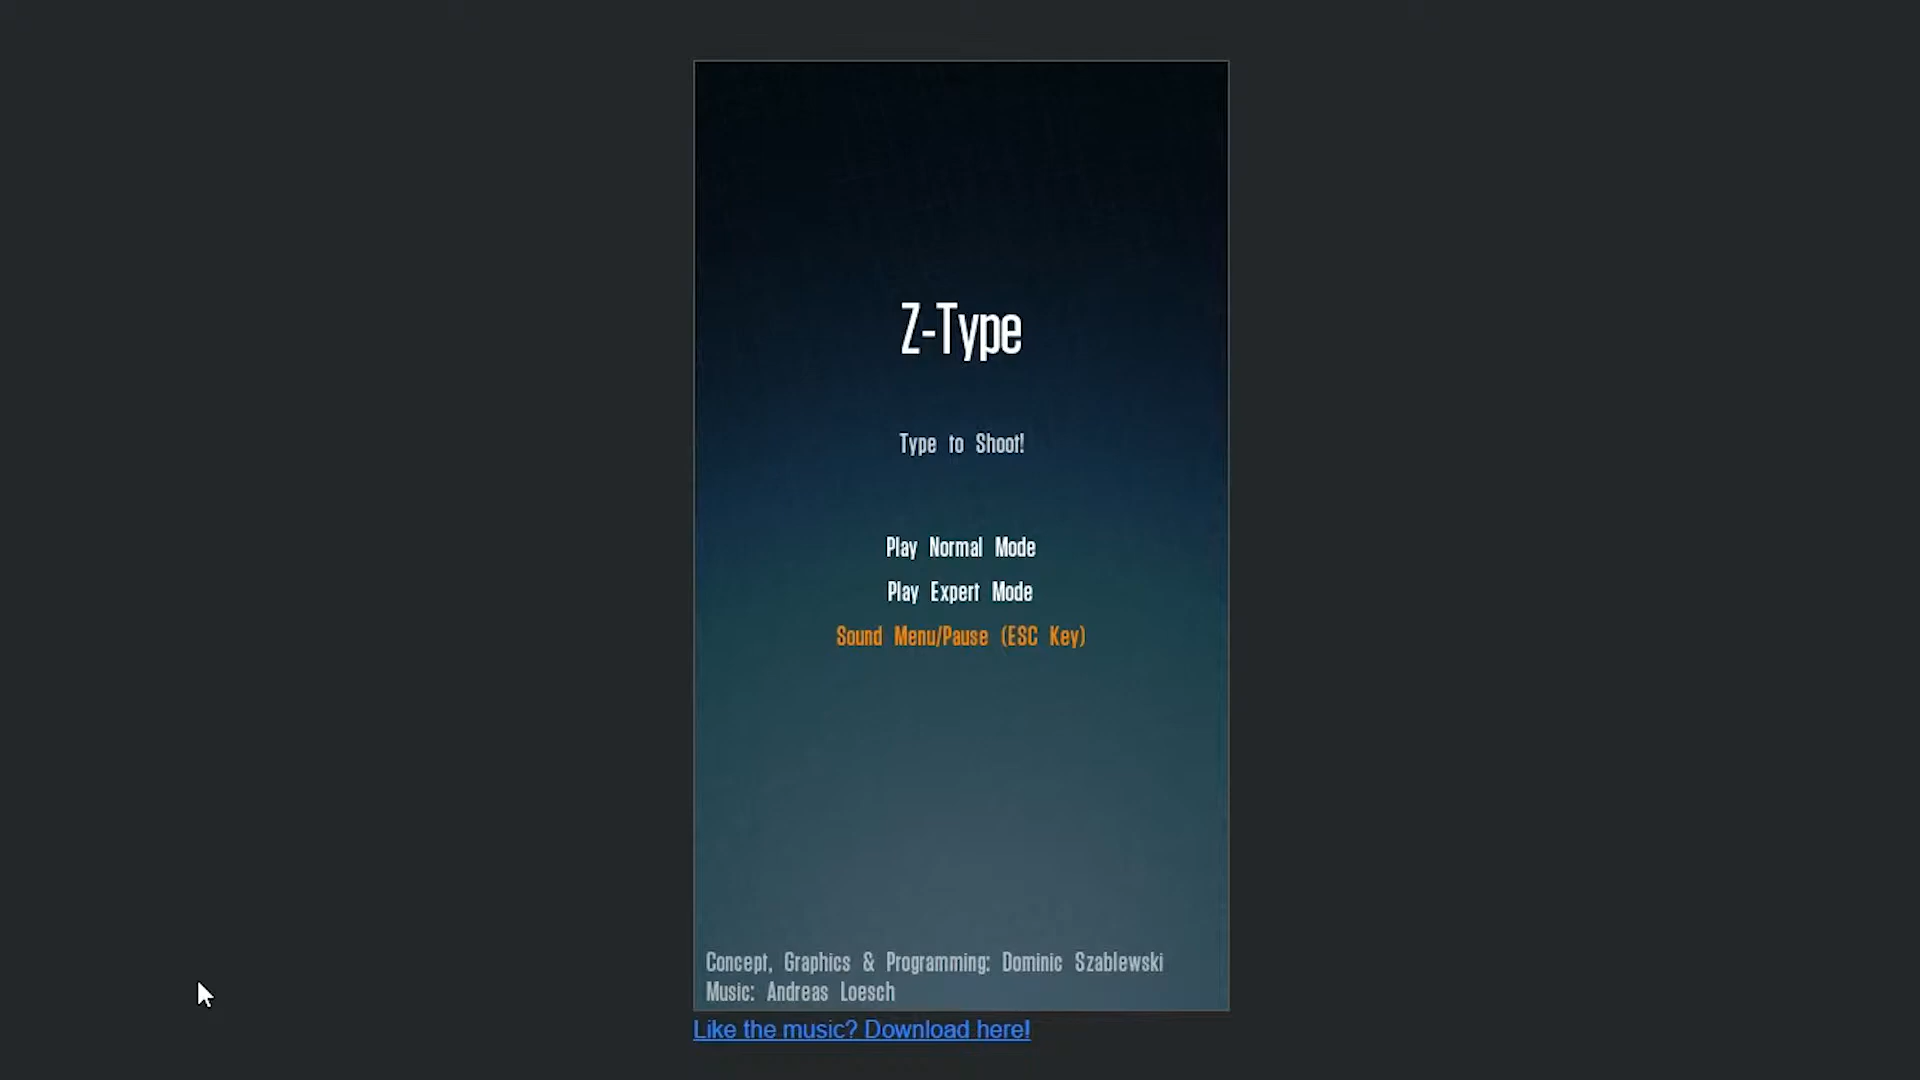 Z-Type
Type to Shoot!
Play Normal Mode
Play Expert Mode
Sound Menu/Pause (ESC Key)
Concept, Graphics & Programming: Dominic Szablewski
Music: Andreas Loesch
Like the music? Download here!